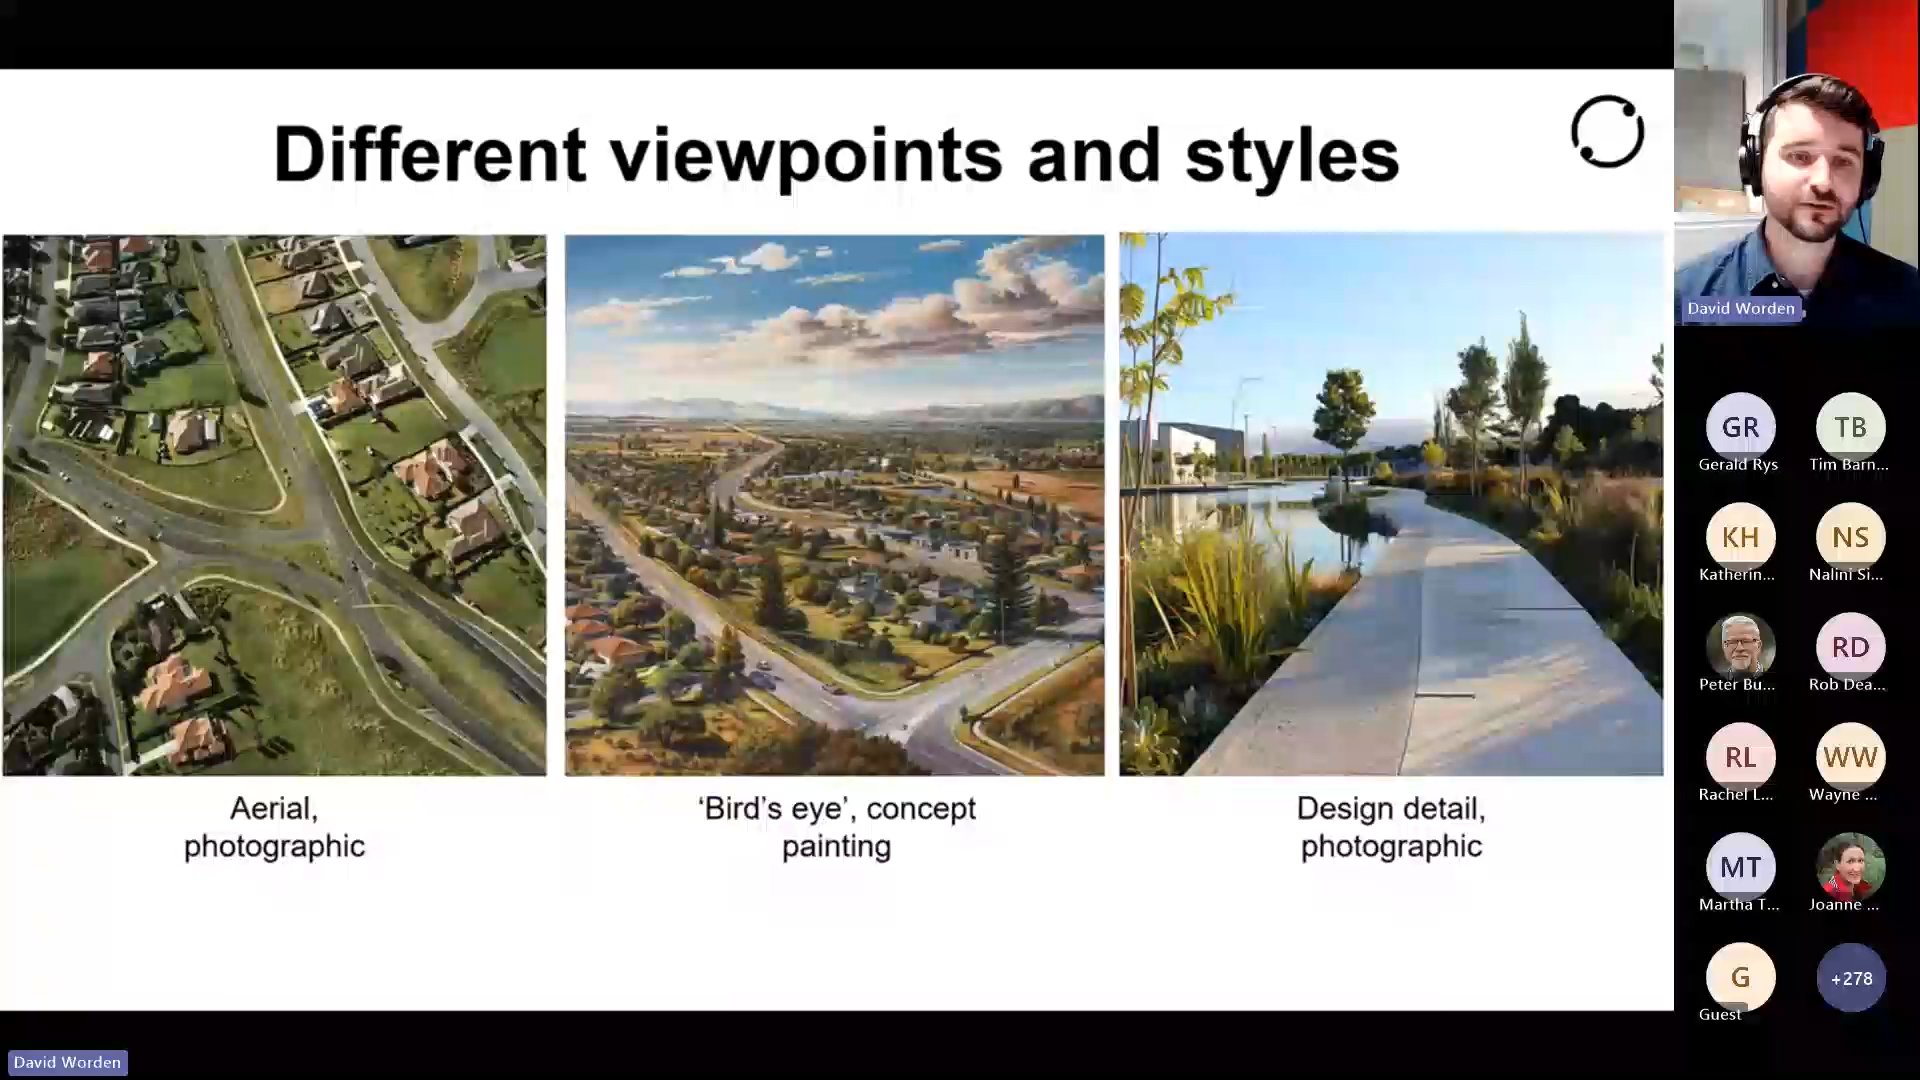 Different viewpoints and styles
Aerial,
photographic
‘Bird’s eye’, concept
painting
Design detail,
photographic
David Worden
GR
Gerald Rys
TB
Tim Barn...
KH
Katherin...
NS
Nalini Si...
Peter Bu...
RD
Rob Dea...
RL
Rachel L...
WW
Wayne ...
MT
Martha T...
Joanne ...
G
Guest
+278
David Worden